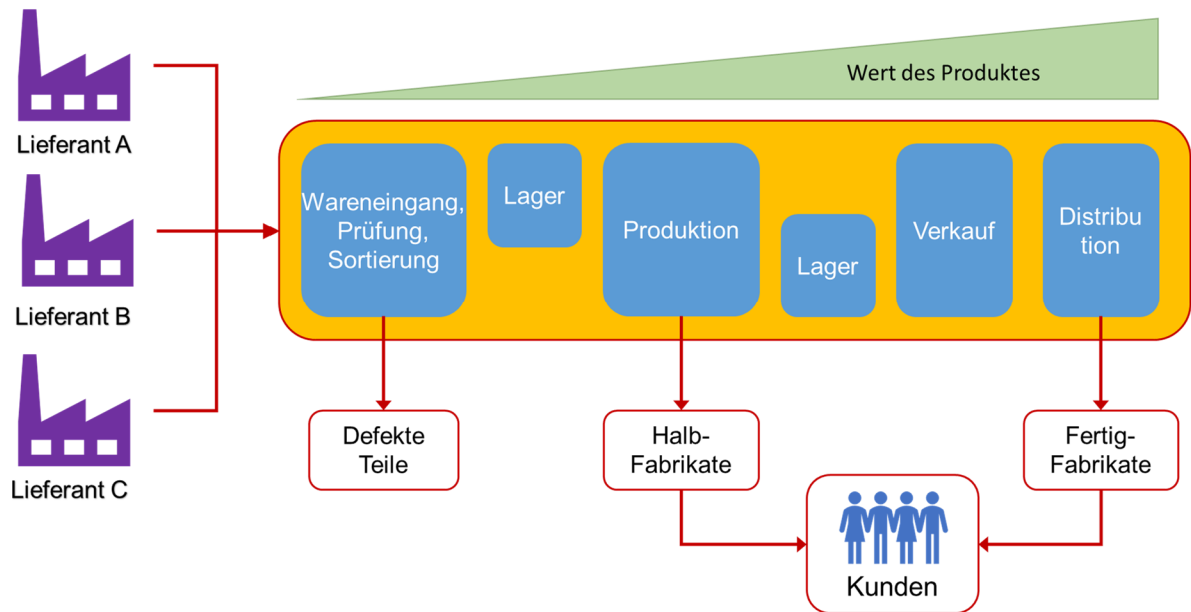 Lieferant A
Lieferant B
Lieferant C
Wert des Produktes
Wareneingang,
Prüfung,
Sortierung
Lager
Produktion
Lager
Verkauf
Distribu
tion
Defekte
Teile
Halb-
Fabrikate
Fertig-
Fabrikate
Kunden